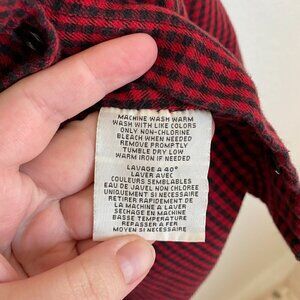 MACHINE WASH WARM
WASH WITH LIKE COLORS
ONLY NON-CHLORINE
BLEACH WHEN NEEDED
REMOVE PROMPTLY
TUMBLE DRY LOW
WARM IRON IF NEEDED
LAVAGE A 40°
LAVER AVEC
COULEURS SEMBLABLES
EAU DE JAVEL NON CHLOREE
UNIQUEMENT SI NECESSAIRE
RETIRER RAPIDEMENT DE
LA MACHINE A LAVER
SECHAGE EN MACHINE
BASSE TEMPERATURE
REPASSER A FER
MOYEN SI NECESSAIRE